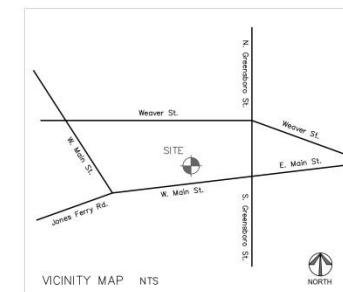 N. Greensboro St.
Weaver St.
Weaver St.
W. Main St.
SITE
E. Main St.
W. Main St.
Jones Ferry Rd.
S. Greensboro St.
VICINITY MAP NTS
NORTH